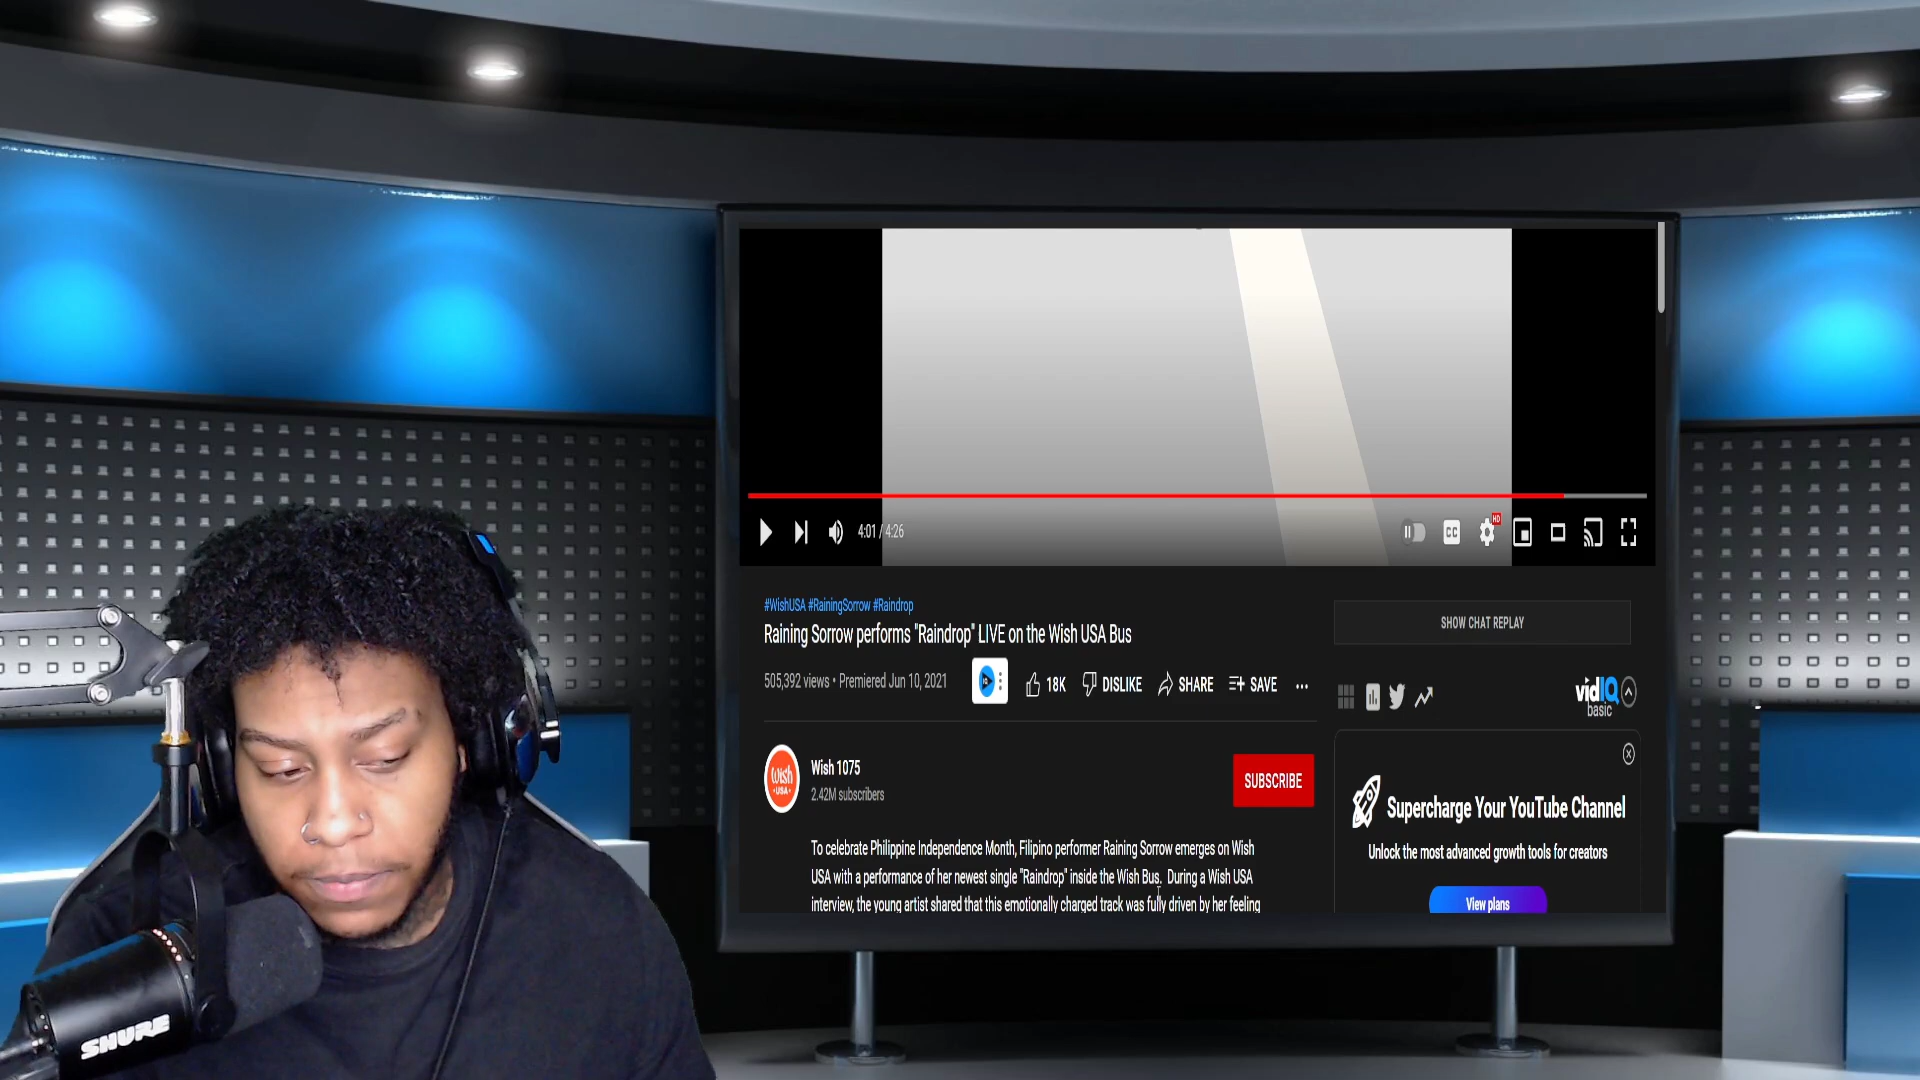 4:01 / 4:26
CC
HD
#WishUSA #RainingSorrow #Raindrop
Raining Sorrow performs "Raindrop" LIVE on the Wish USA Bus
505,392 views • Premiered Jun 10, 2021
18K
DISLIKE
SHARE
SAVE
SHOW CHAT REPLAY
vidIQ
basic
wish
USA
Wish 1075
2.42M subscribers
SUBSCRIBE
To celebrate Philippine Independence Month, Filipino performer Raining Sorrow emerges on Wish
USA with a performance of her newest single "Raindrop" inside the Wish Bus. During a Wish USA
interview, the young artist shared that this emotionally charged track was fully driven by her feeling
Supercharge Your YouTube Channel
Unlock the most advanced growth tools for creators
View plans
SHURE